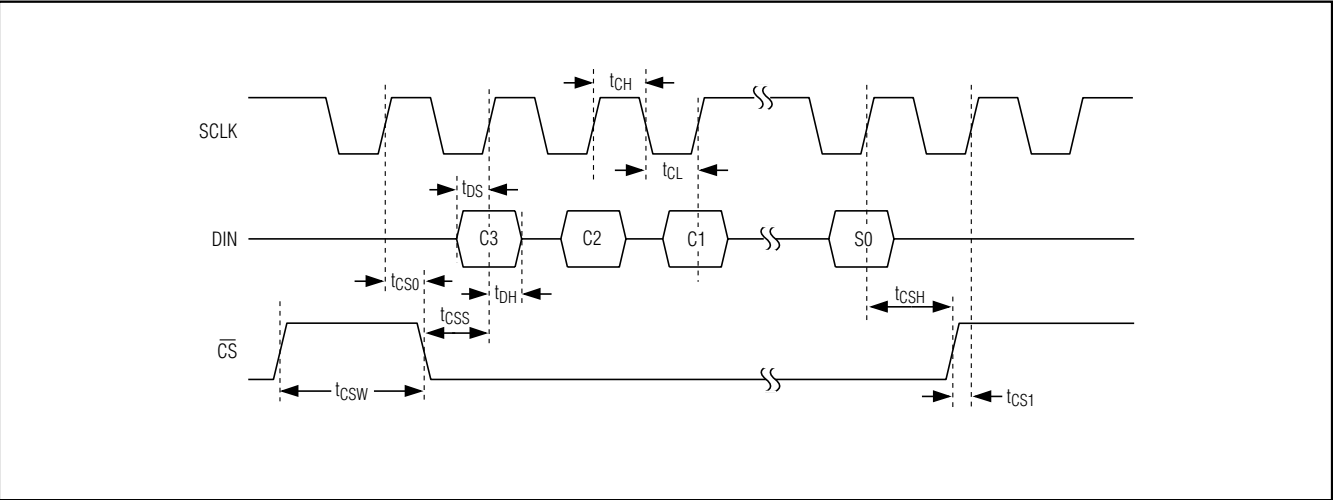 tCH
SCLK
tCL
tDS
DIN
C3
C2
C1
S0
tCS0
tDH
tCSH
tCSS
CS
tCSW
tCS1